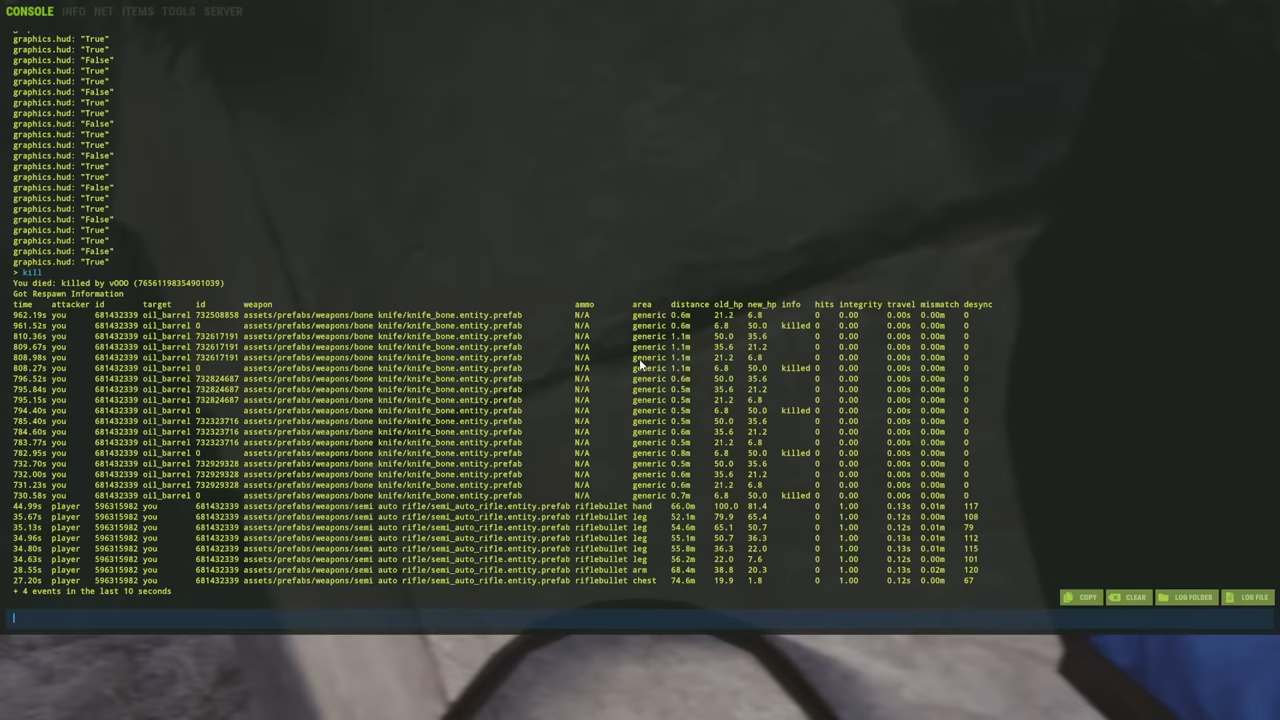 CONSOLE INFO NET ITEMS TOOLS SERVER
graphics.hud: "True"
graphics.hud: "True"
graphics.hud: "False"
graphics.hud: "True"
graphics.hud: "True"
graphics.hud: "False"
graphics.hud: "True"
graphics.hud: "True"
graphics.hud: "False"
graphics.hud: "True"
graphics.hud: "True"
graphics.hud: "False"
graphics.hud: "True"
graphics.hud: "True"
graphics.hud: "False"
graphics.hud: "True"
graphics.hud: "True"
graphics.hud: "False"
graphics.hud: "True"
graphics.hud: "True"
graphics.hud: "False"
graphics.hud: "True"
> kill
You died: killed by vOOO (76561198354901039)
Got Respawn Information
time attacker id target id weapon ammo area distance old_hp new_hp info hits integrity travel mismatch desync
962.19s you 681432339 oil_barrel 732508858 assets/prefabs/weapons/bone knife/knife_bone.entity.prefab N/A generic 0.6m 21.2 6.8 0 0.00 0.00s 0.00m 0
961.52s you 681432339 oil_barrel 0 assets/prefabs/weapons/bone knife/knife_bone.entity.prefab N/A generic 0.6m 6.8 50.0 killed 0 0.00 0.00s 0.00m 0
810.36s you 681432339 oil_barrel 732617191 assets/prefabs/weapons/bone knife/knife_bone.entity.prefab N/A generic 1.1m 50.0 35.6 0 0.00 0.00s 0.00m 0
809.67s you 681432339 oil_barrel 732617191 assets/prefabs/weapons/bone knife/knife_bone.entity.prefab N/A generic 1.1m 35.6 21.2 0 0.00 0.00s 0.00m 0
808.98s you 681432339 oil_barrel 732617191 assets/prefabs/weapons/bone knife/knife_bone.entity.prefab N/A generic 1.1m 21.2 6.8 0 0.00 0.00s 0.00m 0
808.27s you 681432339 oil_barrel 0 assets/prefabs/weapons/bone knife/knife_bone.entity.prefab N/A generic 1.1m 6.8 50.0 killed 0 0.00 0.00s 0.00m 0
796.52s you 681432339 oil_barrel 732824687 assets/prefabs/weapons/bone knife/knife_bone.entity.prefab N/A generic 0.6m 50.0 35.6 0 0.00 0.00s 0.00m 0
795.84s you 681432339 oil_barrel 732824687 assets/prefabs/weapons/bone knife/knife_bone.entity.prefab N/A generic 0.5m 35.6 21.2 0 0.00 0.00s 0.00m 0
795.15s you 681432339 oil_barrel 732824687 assets/prefabs/weapons/bone knife/knife_bone.entity.prefab N/A generic 0.5m 21.2 6.8 0 0.00 0.00s 0.00m 0
794.40s you 681432339 oil_barrel 0 assets/prefabs/weapons/bone knife/knife_bone.entity.prefab N/A generic 0.5m 6.8 50.0 killed 0 0.00 0.00s 0.00m 0
785.40s you 681432339 oil_barrel 732323716 assets/prefabs/weapons/bone knife/knife_bone.entity.prefab N/A generic 0.5m 50.0 35.6 0 0.00 0.00s 0.00m 0
784.60s you 681432339 oil_barrel 732323716 assets/prefabs/weapons/bone knife/knife_bone.entity.prefab N/A generic 0.6m 35.6 21.2 0 0.00 0.00s 0.00m 0
783.77s you 681432339 oil_barrel 732323716 assets/prefabs/weapons/bone knife/knife_bone.entity.prefab N/A generic 0.5m 21.2 6.8 0 0.00 0.00s 0.00m 0
782.95s you 681432339 oil_barrel 0 assets/prefabs/weapons/bone knife/knife_bone.entity.prefab N/A generic 0.8m 6.8 50.0 killed 0 0.00 0.00s 0.00m 0
732.70s you 681432339 oil_barrel 732929328 assets/prefabs/weapons/bone knife/knife_bone.entity.prefab N/A generic 0.5m 50.0 35.6 0 0.00 0.00s 0.00m 0
732.00s you 681432339 oil_barrel 732929328 assets/prefabs/weapons/bone knife/knife_bone.entity.prefab N/A generic 0.6m 35.6 21.2 0 0.00 0.00s 0.00m 0
731.23s you 681432339 oil_barrel 732929328 assets/prefabs/weapons/bone knife/knife_bone.entity.prefab N/A generic 0.6m 21.2 6.8 0 0.00 0.00s 0.00m 0
730.58s you 681432339 oil_barrel 0 assets/prefabs/weapons/bone knife/knife_bone.entity.prefab N/A generic 0.7m 6.8 50.0 killed 0 0.00 0.00s 0.00m 0
44.99s player 596315982 you 681432339 assets/prefabs/weapons/semi auto rifle/semi_auto_rifle.entity.prefab riflebullet hand 66.0m 100.0 81.4 0 1.00 0.13s 0.00m 117
35.67s player 596315982 you 681432339 assets/prefabs/weapons/semi auto rifle/semi_auto_rifle.entity.prefab riflebullet leg 52.1m 79.9 65.4 0 1.00 0.12s 0.00m 108
35.13s player 596315982 you 681432339 assets/prefabs/weapons/semi auto rifle/semi_auto_rifle.entity.prefab riflebullet leg 54.6m 65.1 50.7 0 1.00 0.12s 0.01m 79
34.96s player 596315982 you 681432339 assets/prefabs/weapons/semi auto rifle/semi_auto_rifle.entity.prefab riflebullet leg 55.1m 50.7 36.3 0 1.00 0.13s 0.00m 112
34.80s player 596315982 you 681432339 assets/prefabs/weapons/semi auto rifle/semi_auto_rifle.entity.prefab riflebullet leg 55.8m 36.3 22.0 0 1.00 0.13s 0.01m 115
34.63s player 596315982 you 681432339 assets/prefabs/weapons/semi auto rifle/semi_auto_rifle.entity.prefab riflebullet leg 56.2m 22.0 7.6 0 1.00 0.12s 0.00m 101
28.55s player 596315982 you 681432339 assets/prefabs/weapons/semi auto rifle/semi_auto_rifle.entity.prefab riflebullet arm 68.4m 38.8 20.3 0 1.00 0.13s 0.02m 120
27.20s player 596315982 you 681432339 assets/prefabs/weapons/semi auto rifle/semi_auto_rifle.entity.prefab riflebullet chest 74.6m 19.9 1.8 0 1.00 0.12s 0.00m 67
+ 4 events in the last 10 seconds
COPY CLEAR LOG FOLDER LOG FILE